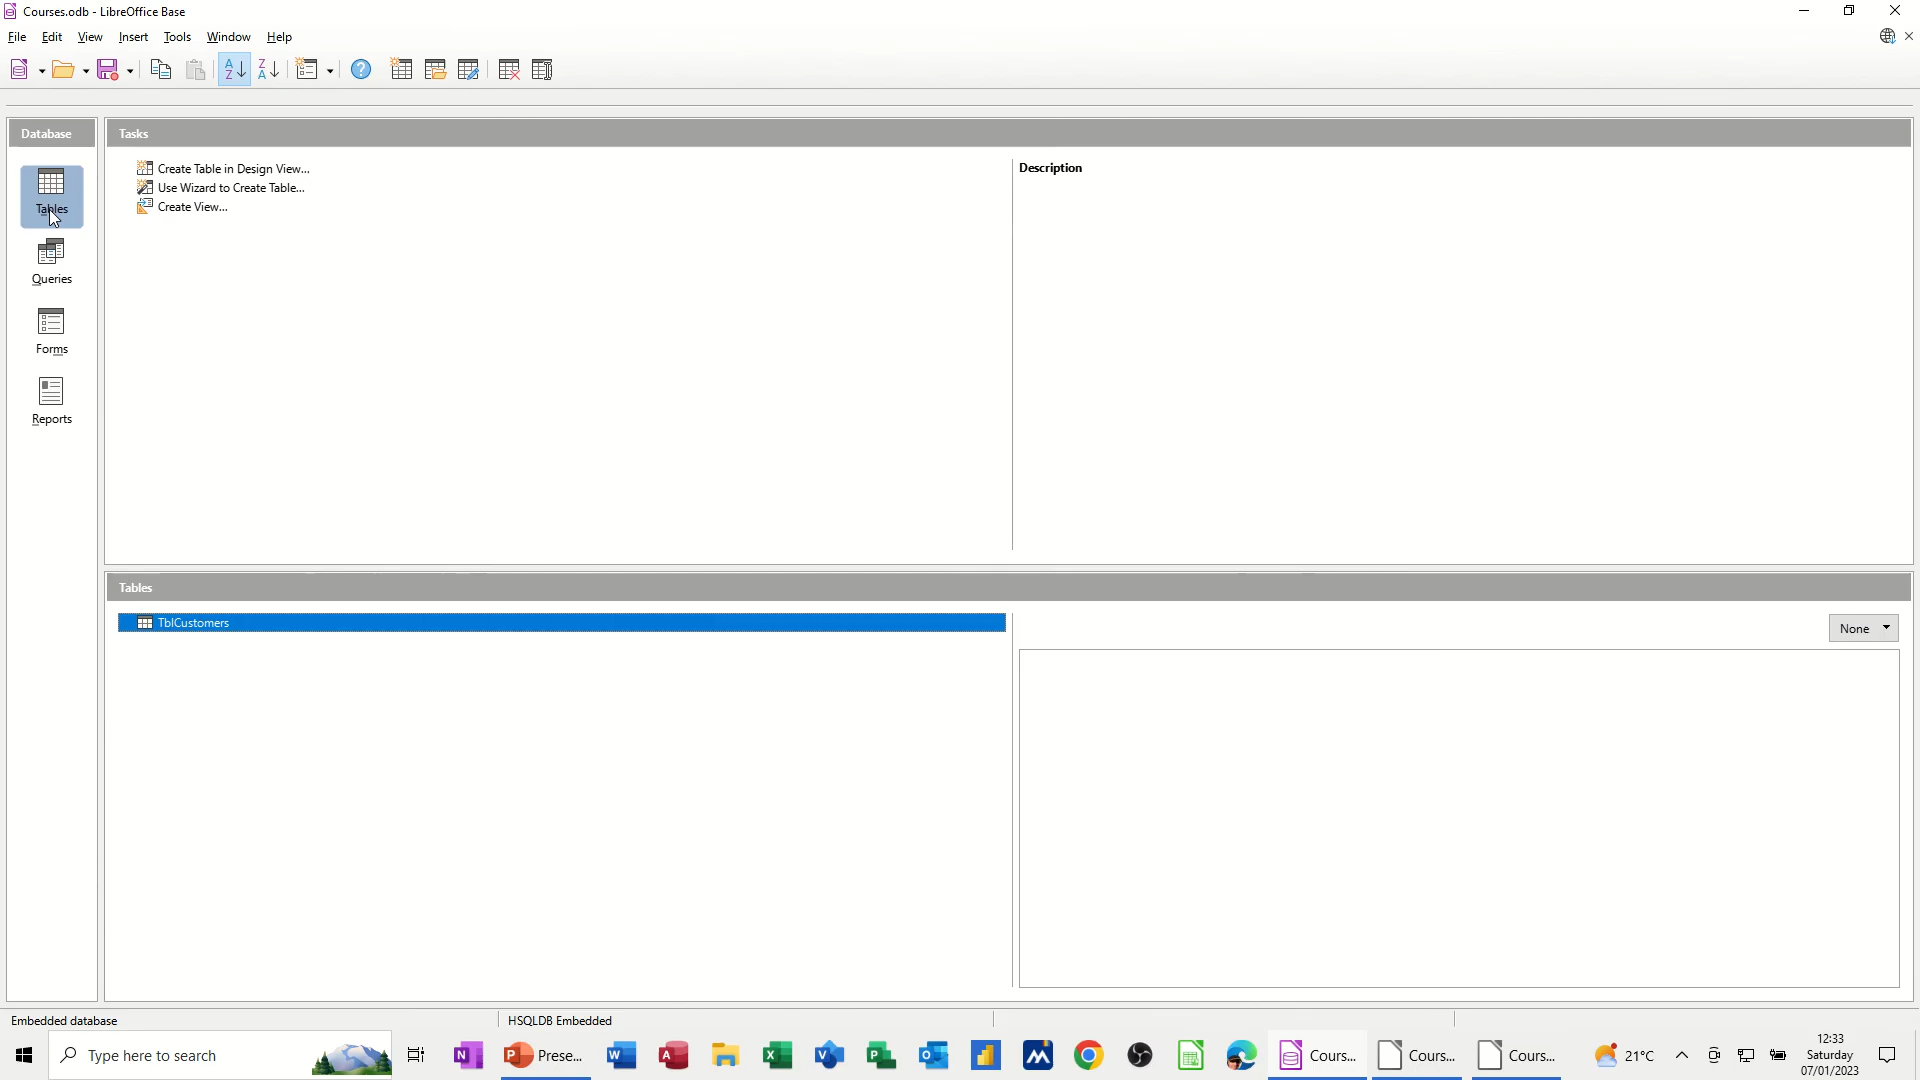 Courses.odb - LibreOffice Base
File Edit View Insert Tools Window Help
Database
Tables
Queries
Forms
Reports
Tasks
Create Table in Design View...
Use Wizard to Create Table...
Create View...
Description
Tables
TblCustomers
None
Embedded database
HSQLDB Embedded
Type here to search
Prese...
Cours...
Cours...
Cours...
21°C
12:33
Saturday
07/01/2023